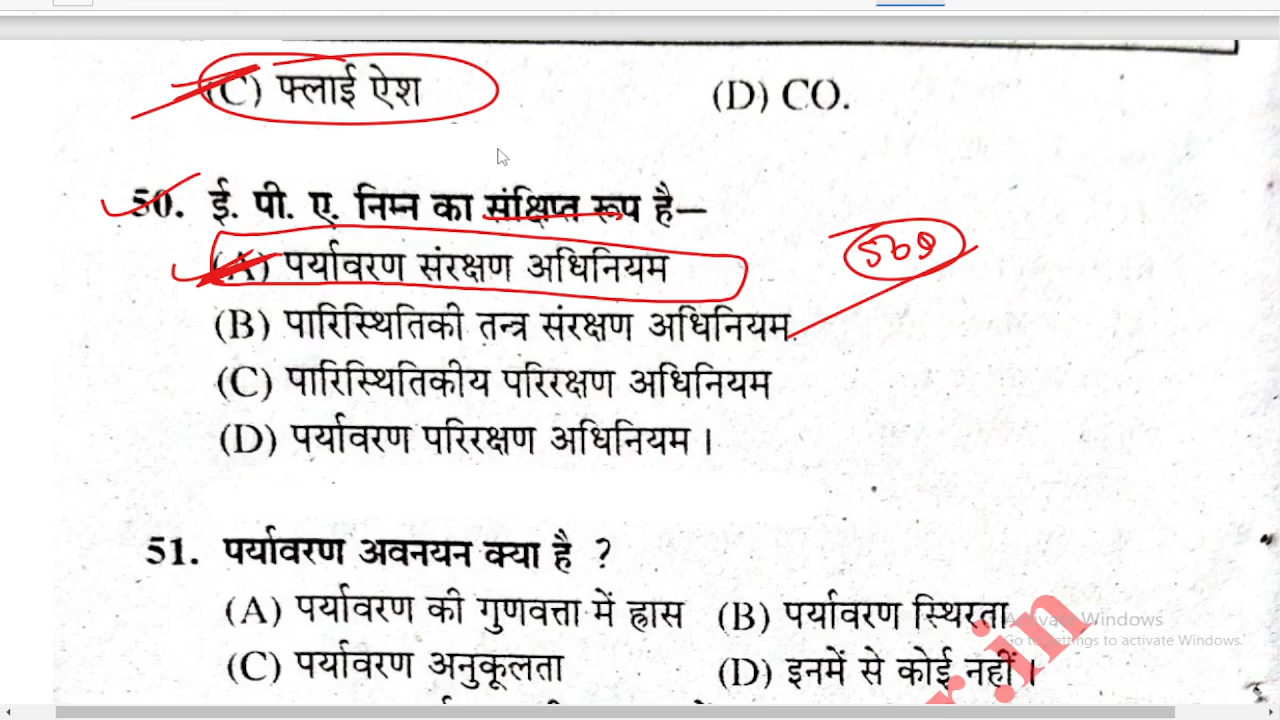 (C) फ्लाई ऐश (D) CO.
50. ई. पी. ए. निम्न का संक्षिप्त रूप है—
(A) पर्यावरण संरक्षण अधिनियम
569
(B) पारिस्थितिकी तन्त्र संरक्षण अधिनियम
(C) पारिस्थितिकीय परिरक्षण अधिनियम
(D) पर्यावरण परिरक्षण अधिनियम ।
51. पर्यावरण अवनयन क्या है ?
(A) पर्यावरण की गुणवत्ता में ह्रास (B) पर्यावरण स्थिरता
Activate Windows
Go to Settings to activate Windows.
(C) पर्यावरण अनुकूलता (D) इनमें से कोई नहीं ।
r.in